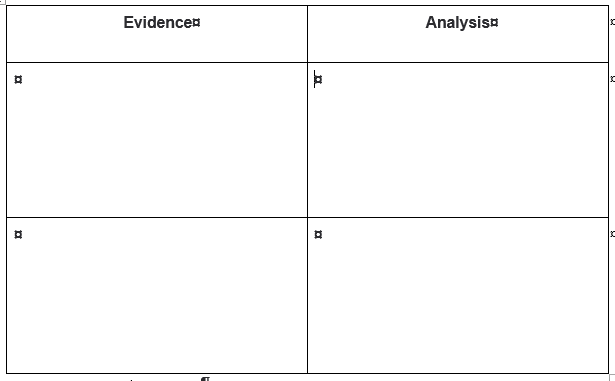 Evidence¤ Analysis¤ ¤
¤ ¤ ¤
¤ ¤ ¤
¶